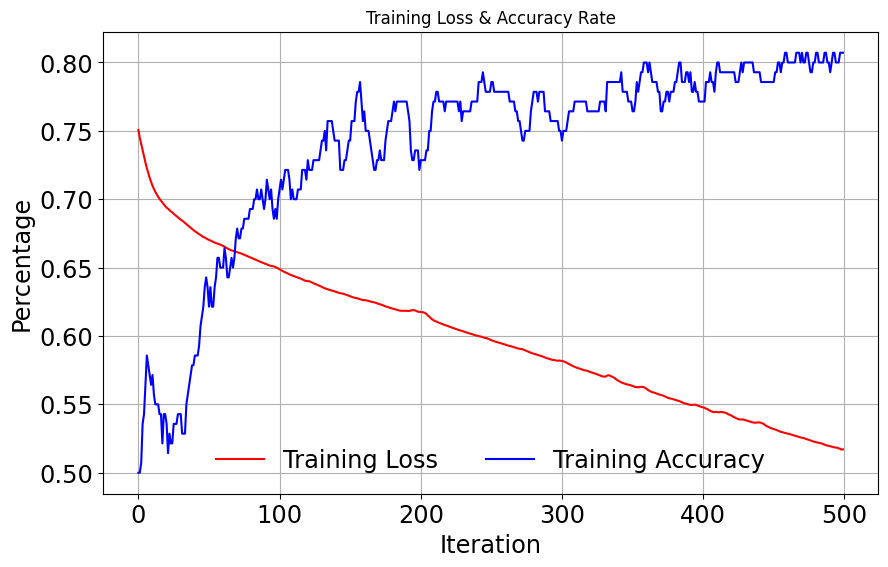 Training Loss & Accuracy Rate
0.80
0.75
0.70
0.65
0.60
0.55
0.50
Percentage
Training Loss Training Accuracy
0 100 200 300 400 500
Iteration